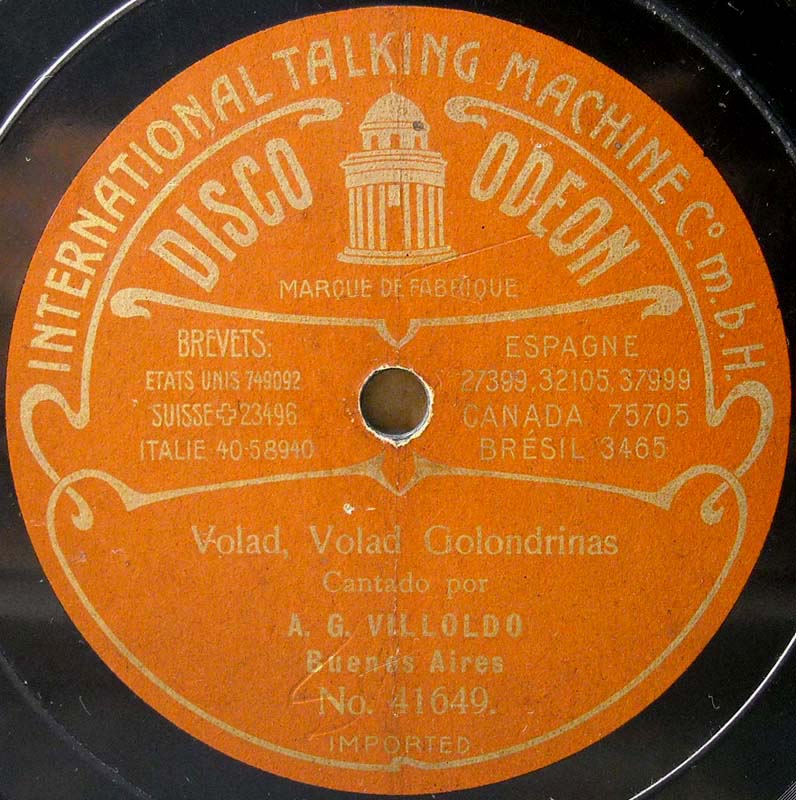 INTERNATIONAL TALKING MACHINE Cº m.b.H.
DISCO ODEON
MARQUE DE FABRIQUE
BREVETS:
ETATS UNIS 749092
SUISSE✚23496
ITALIE 40-58940
ESPAGNE
27399,32105,37999
CANADA 75705
BRÉSIL 3465
Volad, Volad Golondrinas
Cantado por
A. G. VILLOLDO
Buenos Aires
No. 41649.
IMPORTED